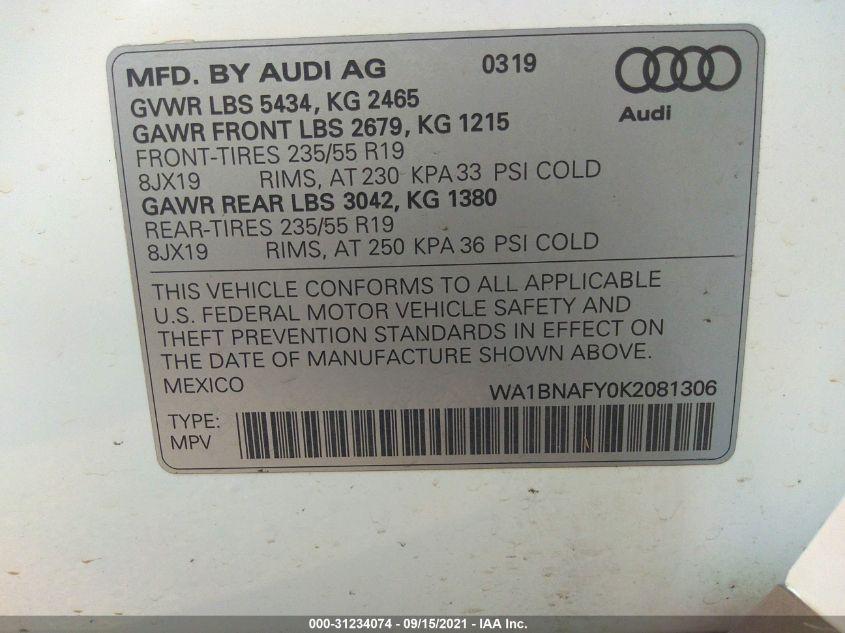 MFD. BY AUDI AG 0319
GVWR LBS 5434, KG 2465
GAWR FRONT LBS 2679, KG 1215
Audi
FRONT-TIRES 235/55 R19
8JX19 RIMS, AT 230 KPA 33 PSI COLD
GAWR REAR LBS 3042, KG 1380
REAR-TIRES 235/55 R19
8JX19 RIMS, AT 250 KPA 36 PSI COLD
THIS VEHICLE CONFORMS TO ALL APPLICABLE
U.S. FEDERAL MOTOR VEHICLE SAFETY AND
THEFT PREVENTION STANDARDS IN EFFECT ON
THE DATE OF MANUFACTURE SHOWN ABOVE.
MEXICO WA1BNAFY0K2081306
TYPE:
MPV
000-31234074 - 09/15/2021 - IAA Inc.